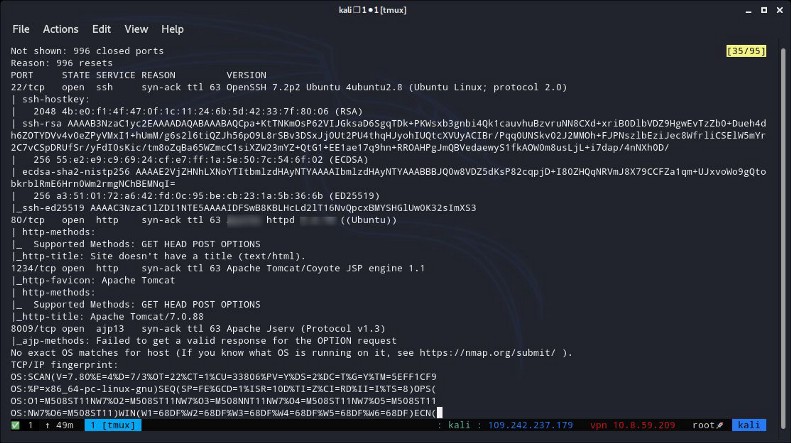 kali 1 ● 1 [tmux]
File Actions Edit View Help
Not shown: 996 closed ports [35/95]
Reason: 996 resets
PORT STATE SERVICE REASON VERSION
22/tcp open ssh syn-ack ttl 63 OpenSSH 7.2p2 Ubuntu 4ubuntu2.8 (Ubuntu Linux; protocol 2.0)
| ssh-hostkey:
| 2048 4b:e0:f1:4f:47:0f:1c:11:24:6b:5d:42:33:7f:80:06 (RSA)
| ssh-rsa AAAAB3NzaC1yc2EAAAADAQABAAABAQCpa+KtTNKmOsP62VIJGksaD6SgqTDk+PKWsxb3gnbi4Qk1cauvhuBzvruNN8CXd+xriB0DlbVDZ9HgwEvTzZb0+Dueh4d
h6ZOTYDVv4v0eZPyVMxI1+hUmM/g6s2l6tiQZJh56pO9L8rSBv3DSxJjOUt2PU4thqHJyohIUQtcXVUyACIBr/Pqq0UNSkvO2J2MMOh+FJPNszlbEziJec8WfrliCSElW5mYr
2C7vCSpDRUfSr/yFdIOsKic/tm8oZqBa65WZmcC1siXZW23mYZ+QtG1+EE1ae17q9hn+RROAHPgJmQBVedaewyS1fkAOW0m8usLjL+i7dap/4nNXh0D/
| 256 55:e2:e9:c9:69:24:cf:e7:ff:1a:5e:50:7c:54:6f:02 (ECDSA)
| ecdsa-sha2-nistp256 AAAAE2VjZHNhLXNoYTItbmlzdHAyNTYAAAAIbmlzdHAyNTYAAABBBJQ0w8VDZ5dKsP82cqpjD+I8OZHQqNRVmJ8X79CCFZa1qm+UJxvoWo9gQto
bkrblRmE6Hrn0Wm2rmgNChBEMNqI=
| 256 a3:51:01:72:a6:42:fd:0c:95:be:cb:23:1a:5b:36:6b (ED25519)
|_ssh-ed25519 AAAAC3NzaC1lZDI1NTE5AAAAIDFSwB8KBLHcLd2lT16NvQpcxBMYSHGlUw0K32sImXS3
80/tcp open http syn-ack ttl 63 httpd ((Ubuntu))
| http-methods:
|_ Supported Methods: GET HEAD POST OPTIONS
|_http-title: Site doesn't have a title (text/html).
1234/tcp open http syn-ack ttl 63 Apache Tomcat/Coyote JSP engine 1.1
|_http-favicon: Apache Tomcat
| http-methods:
|_ Supported Methods: GET HEAD POST OPTIONS
|_http-title: Apache Tomcat/7.0.88
8009/tcp open ajp13 syn-ack ttl 63 Apache Jserv (Protocol v1.3)
|_ajp-methods: Failed to get a valid response for the OPTION request
No exact OS matches for host (If you know what OS is running on it, see https://nmap.org/submit/ ).
TCP/IP fingerprint:
OS:SCAN(V=7.80%E=4%D=7/3%OT=22%CT=1%CU=33806%PV=Y%DS=2%DC=T%G=Y%TM=5EFF1CF9
OS:%P=x86_64-pc-linux-gnu)SEQ(SP=FE%GCD=1%ISR=10D%TI=Z%CI=RD%II=I%TS=8)OPS(
OS:O1=M508ST11NW7%O2=M508ST11NW7%O3=M508NNT11NW7%O4=M508ST11NW7%O5=M508ST11
OS:NW7%O6=M508ST11)WIN(W1=68DF%W2=68DF%W3=68DF%W4=68DF%W5=68DF%W6=68DF)ECN(
1 ↑ 49m 1 [tmux] : kali : 109.242.237.179 vpn 10.8.59.209 root kali